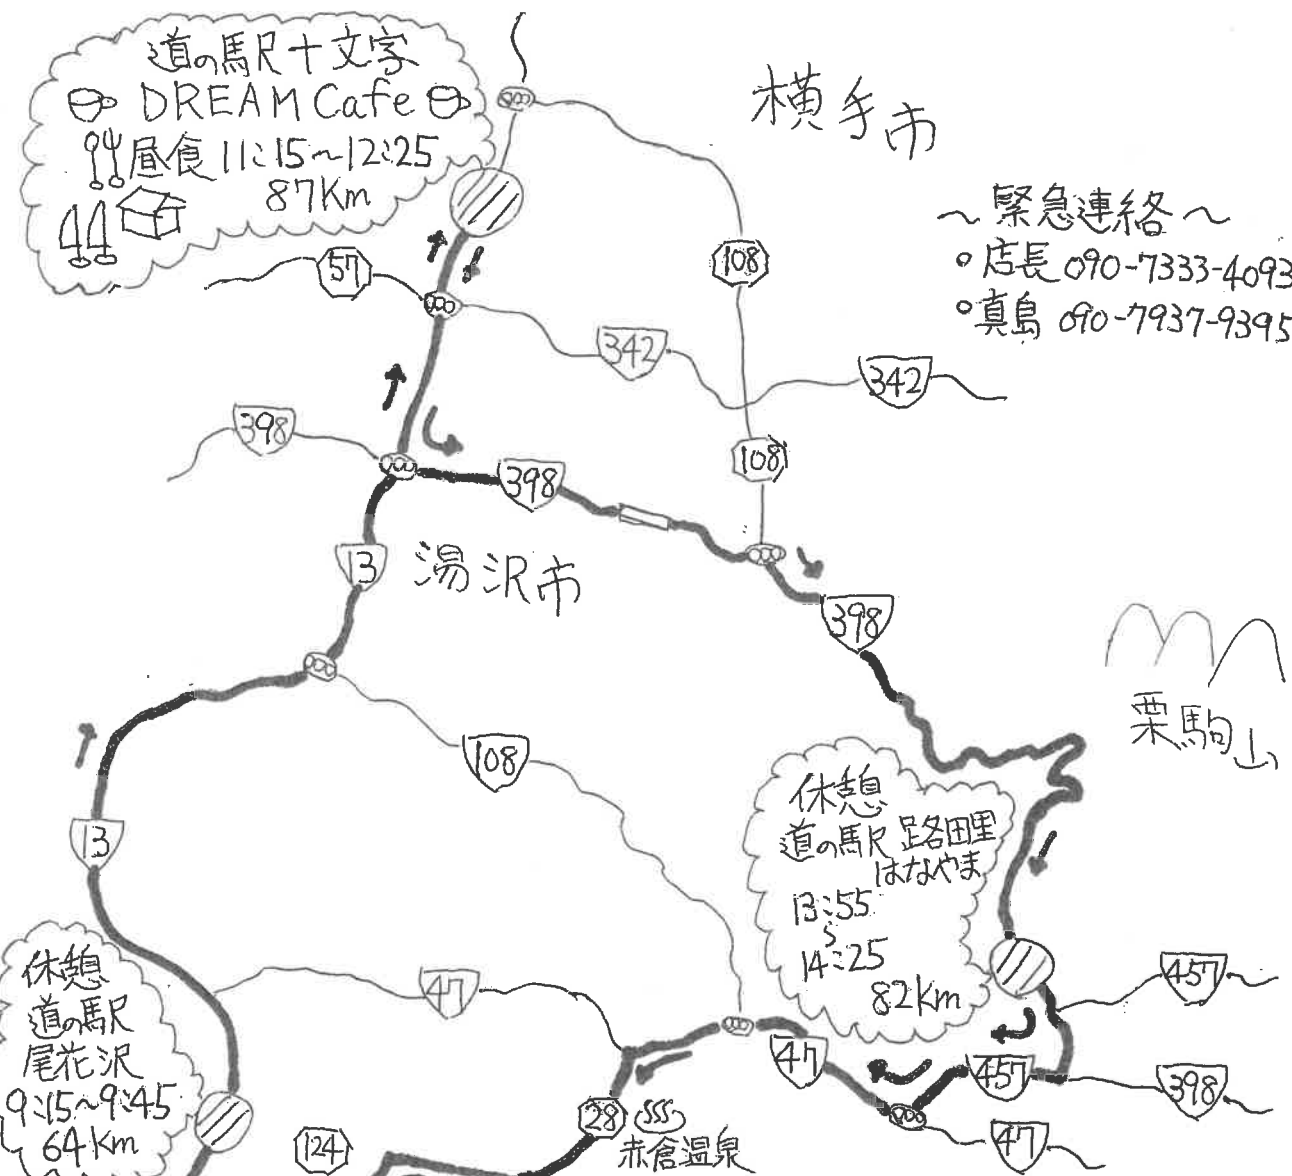 道の駅十文字
DREAM Cafe
昼食 11:15～12:25
87Km
横手市
～緊急連絡～
。店長 090-7333-4093
。真島 090-7937-9395
57
108
342
342
398
398
108
13
湯沢市
398
栗駒山
108
13
休憩
道の駅 路田里
はなやま
13:55
～
14:25
82Km
休憩
道の駅
尾花沢
9:15～9:45
64Km
47
457
47
457
398
28
赤倉温泉
124
47